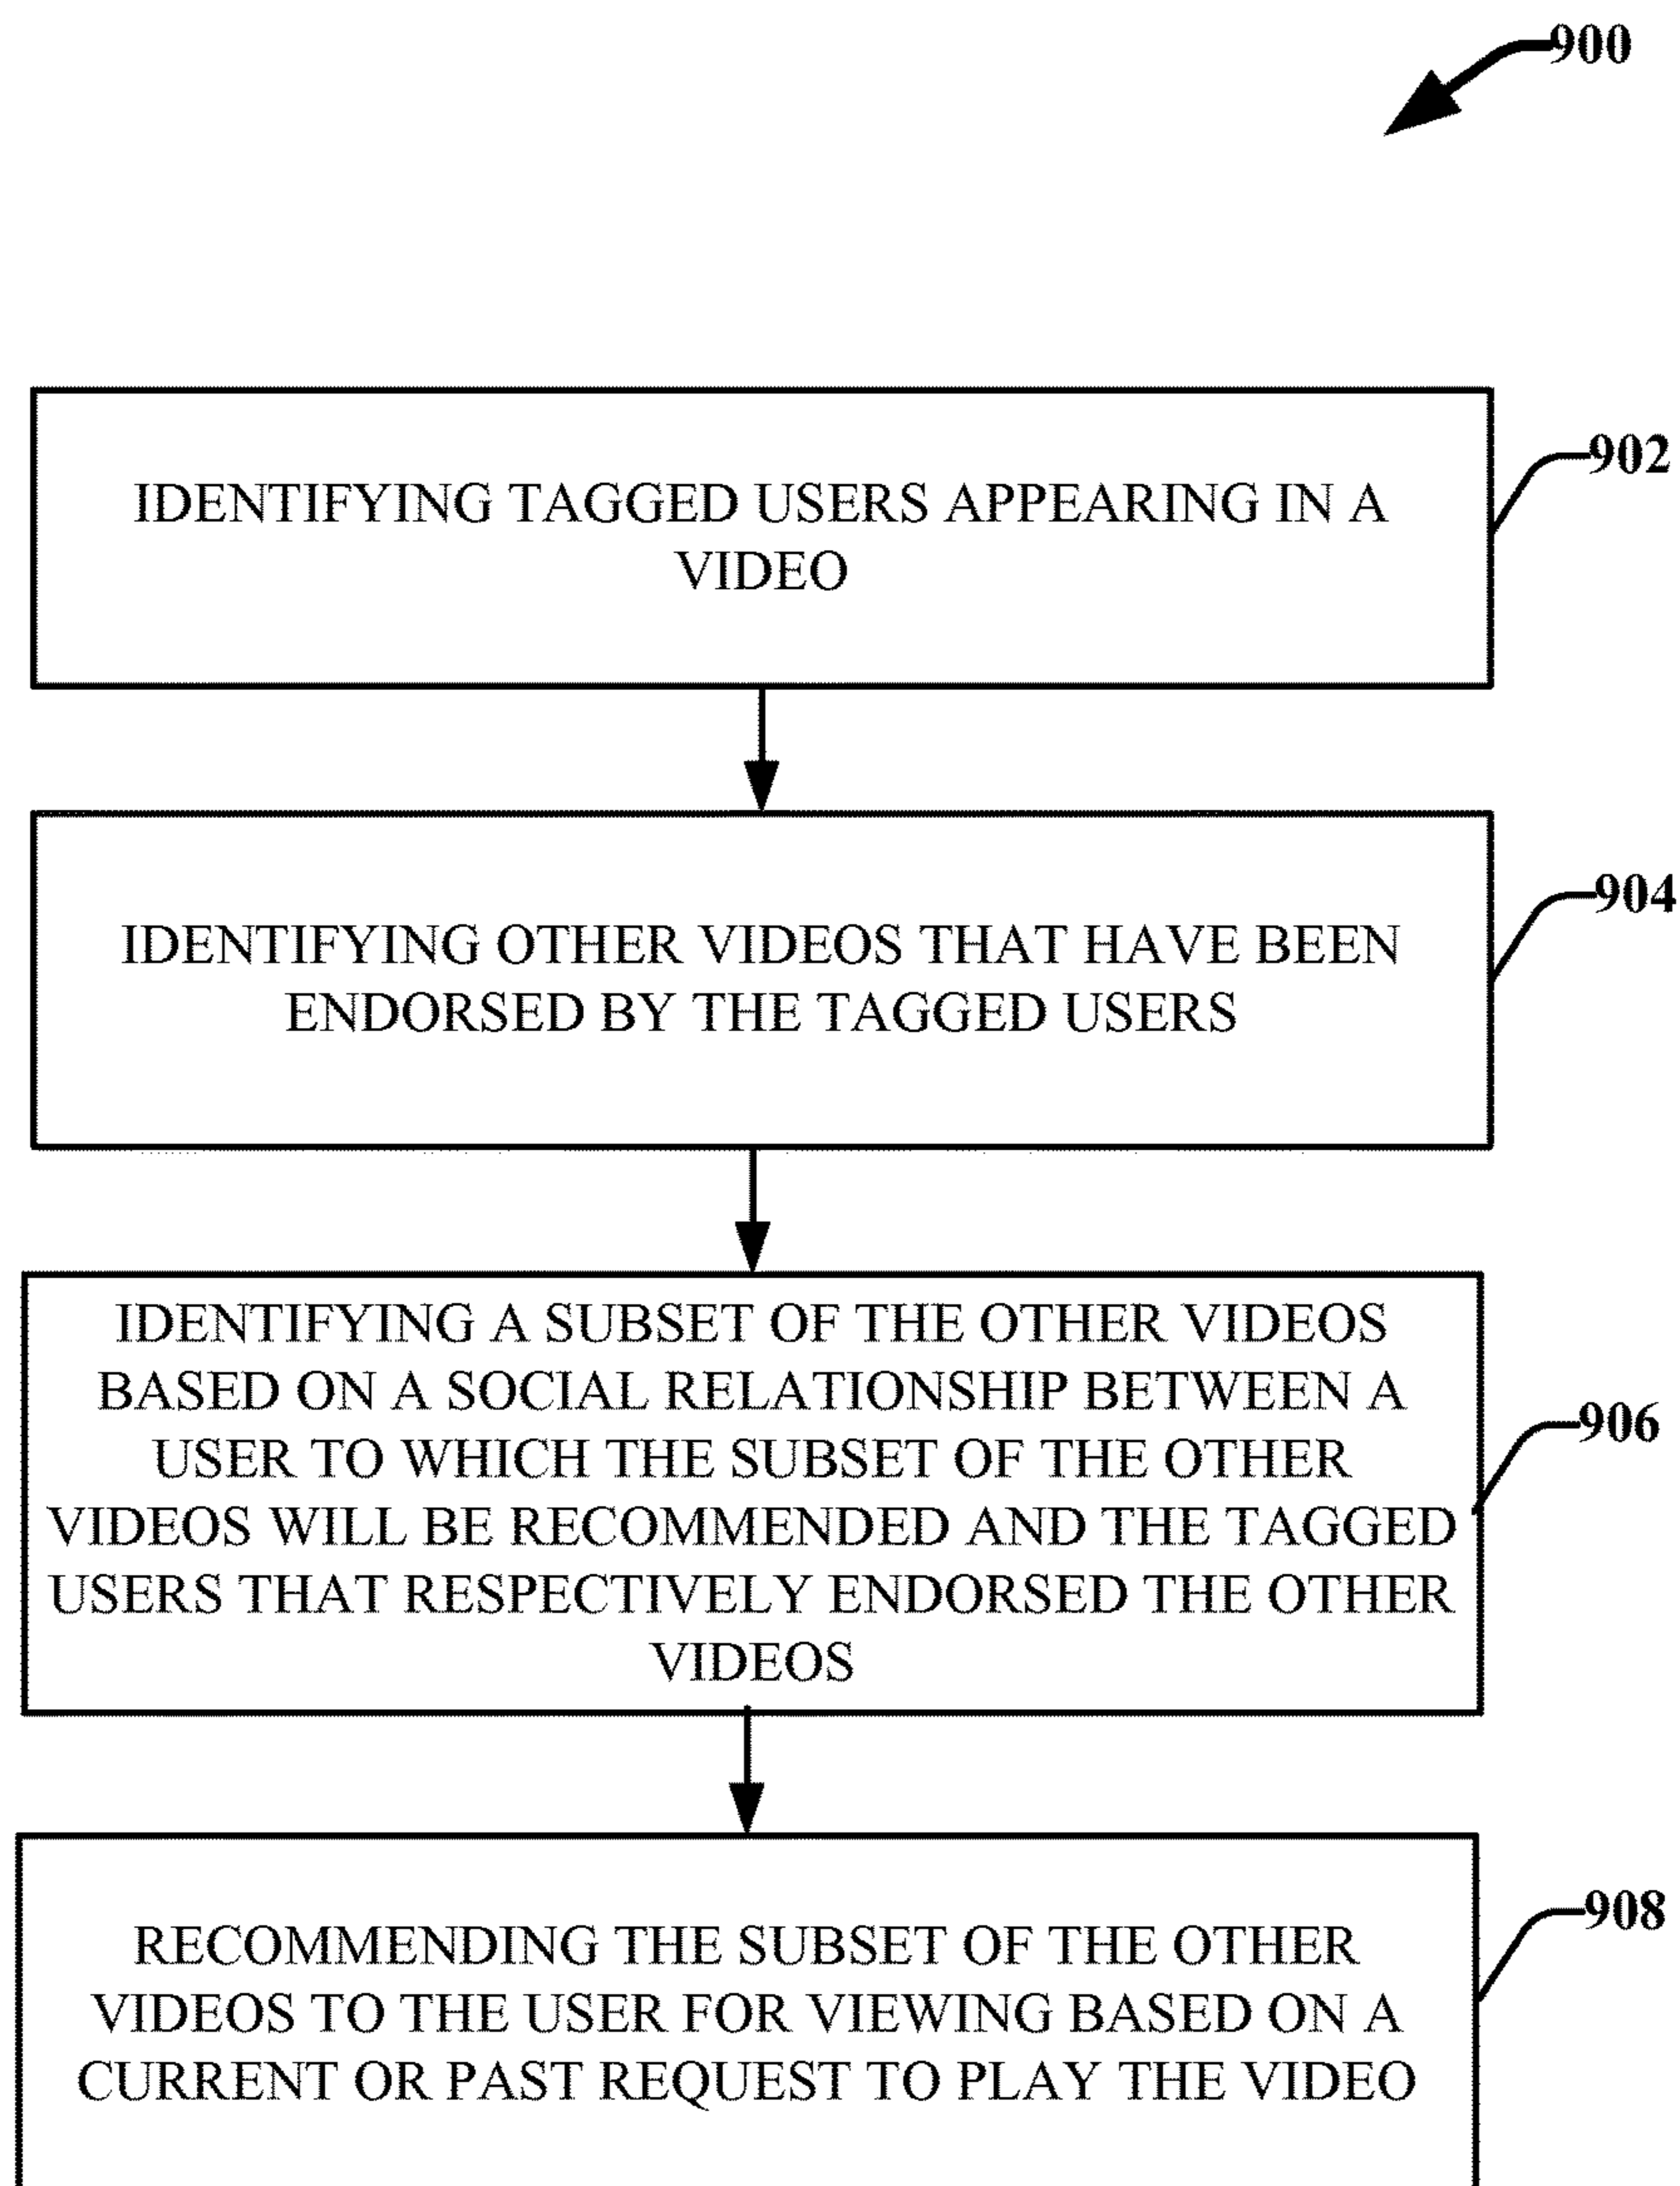 900
IDENTIFYING TAGGED USERS APPEARING IN A
VIDEO
902
IDENTIFYING OTHER VIDEOS THAT HAVE BEEN
ENDORSED BY THE TAGGED USERS
904
IDENTIFYING A SUBSET OF THE OTHER VIDEOS
BASED ON A SOCIAL RELATIONSHIP BETWEEN A
USER TO WHICH THE SUBSET OF THE OTHER
VIDEOS WILL BE RECOMMENDED AND THE TAGGED
USERS THAT RESPECTIVELY ENDORSED THE OTHER
VIDEOS
906
RECOMMENDING THE SUBSET OF THE OTHER
VIDEOS TO THE USER FOR VIEWING BASED ON A
CURRENT OR PAST REQUEST TO PLAY THE VIDEO
908